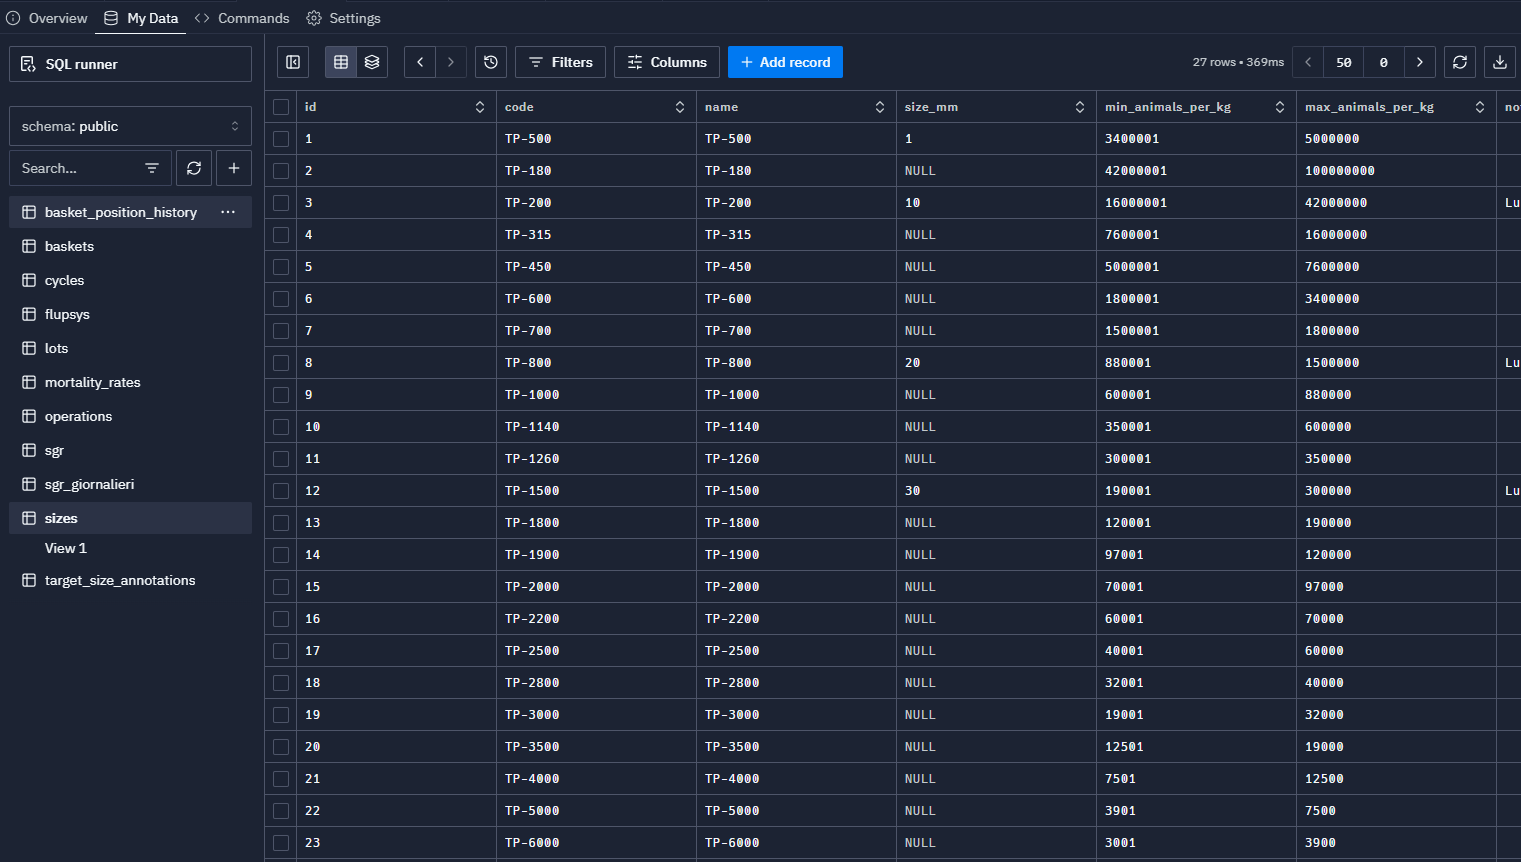 Overview My Data Commands Settings
SQL runner
Filters Columns Add record 27 rows • 369ms 50 0
schema: public
Search...
basket_position_history ...
baskets
cycles
flupsys
lots
mortality_rates
operations
sgr
sgr_giornalieri
sizes
View 1
target_size_annotations
id code name size_mm min_animals_per_kg max_animals_per_kg no
1 TP-500 TP-500 1 3400001 5000000
2 TP-180 TP-180 NULL 42000001 100000000
3 TP-200 TP-200 10 16000001 42000000 Lu
4 TP-315 TP-315 NULL 7600001 16000000
5 TP-450 TP-450 NULL 5000001 7600000
6 TP-600 TP-600 NULL 1800001 3400000
7 TP-700 TP-700 NULL 1500001 1800000
8 TP-800 TP-800 20 880001 1500000 Lu
9 TP-1000 TP-1000 NULL 600001 880000
10 TP-1140 TP-1140 NULL 350001 600000
11 TP-1260 TP-1260 NULL 300001 350000
12 TP-1500 TP-1500 30 190001 300000 Lu
13 TP-1800 TP-1800 NULL 120001 190000
14 TP-1900 TP-1900 NULL 97001 120000
15 TP-2000 TP-2000 NULL 70001 97000
16 TP-2200 TP-2200 NULL 60001 70000
17 TP-2500 TP-2500 NULL 40001 60000
18 TP-2800 TP-2800 NULL 32001 40000
19 TP-3000 TP-3000 NULL 19001 32000
20 TP-3500 TP-3500 NULL 12501 19000
21 TP-4000 TP-4000 NULL 7501 12500
22 TP-5000 TP-5000 NULL 3901 7500
23 TP-6000 TP-6000 NULL 3001 3900